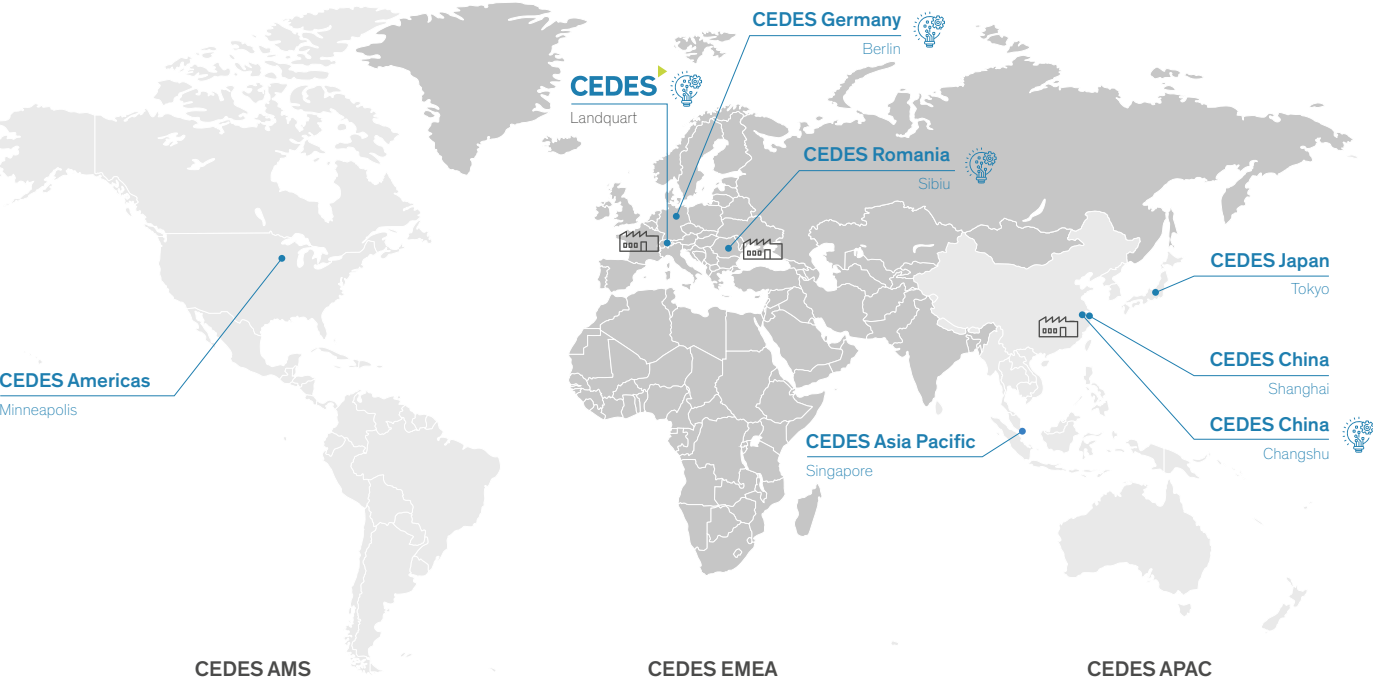 CEDES Germany
Berlin
CEDES
Landquart
CEDES Romania
Sibiu
CEDES Japan
Tokyo
CEDES China
Shanghai
CEDES Americas
Minneapolis
CEDES China
Changshu
CEDES Asia Pacific
Singapore
CEDES AMS
CEDES EMEA
CEDES APAC